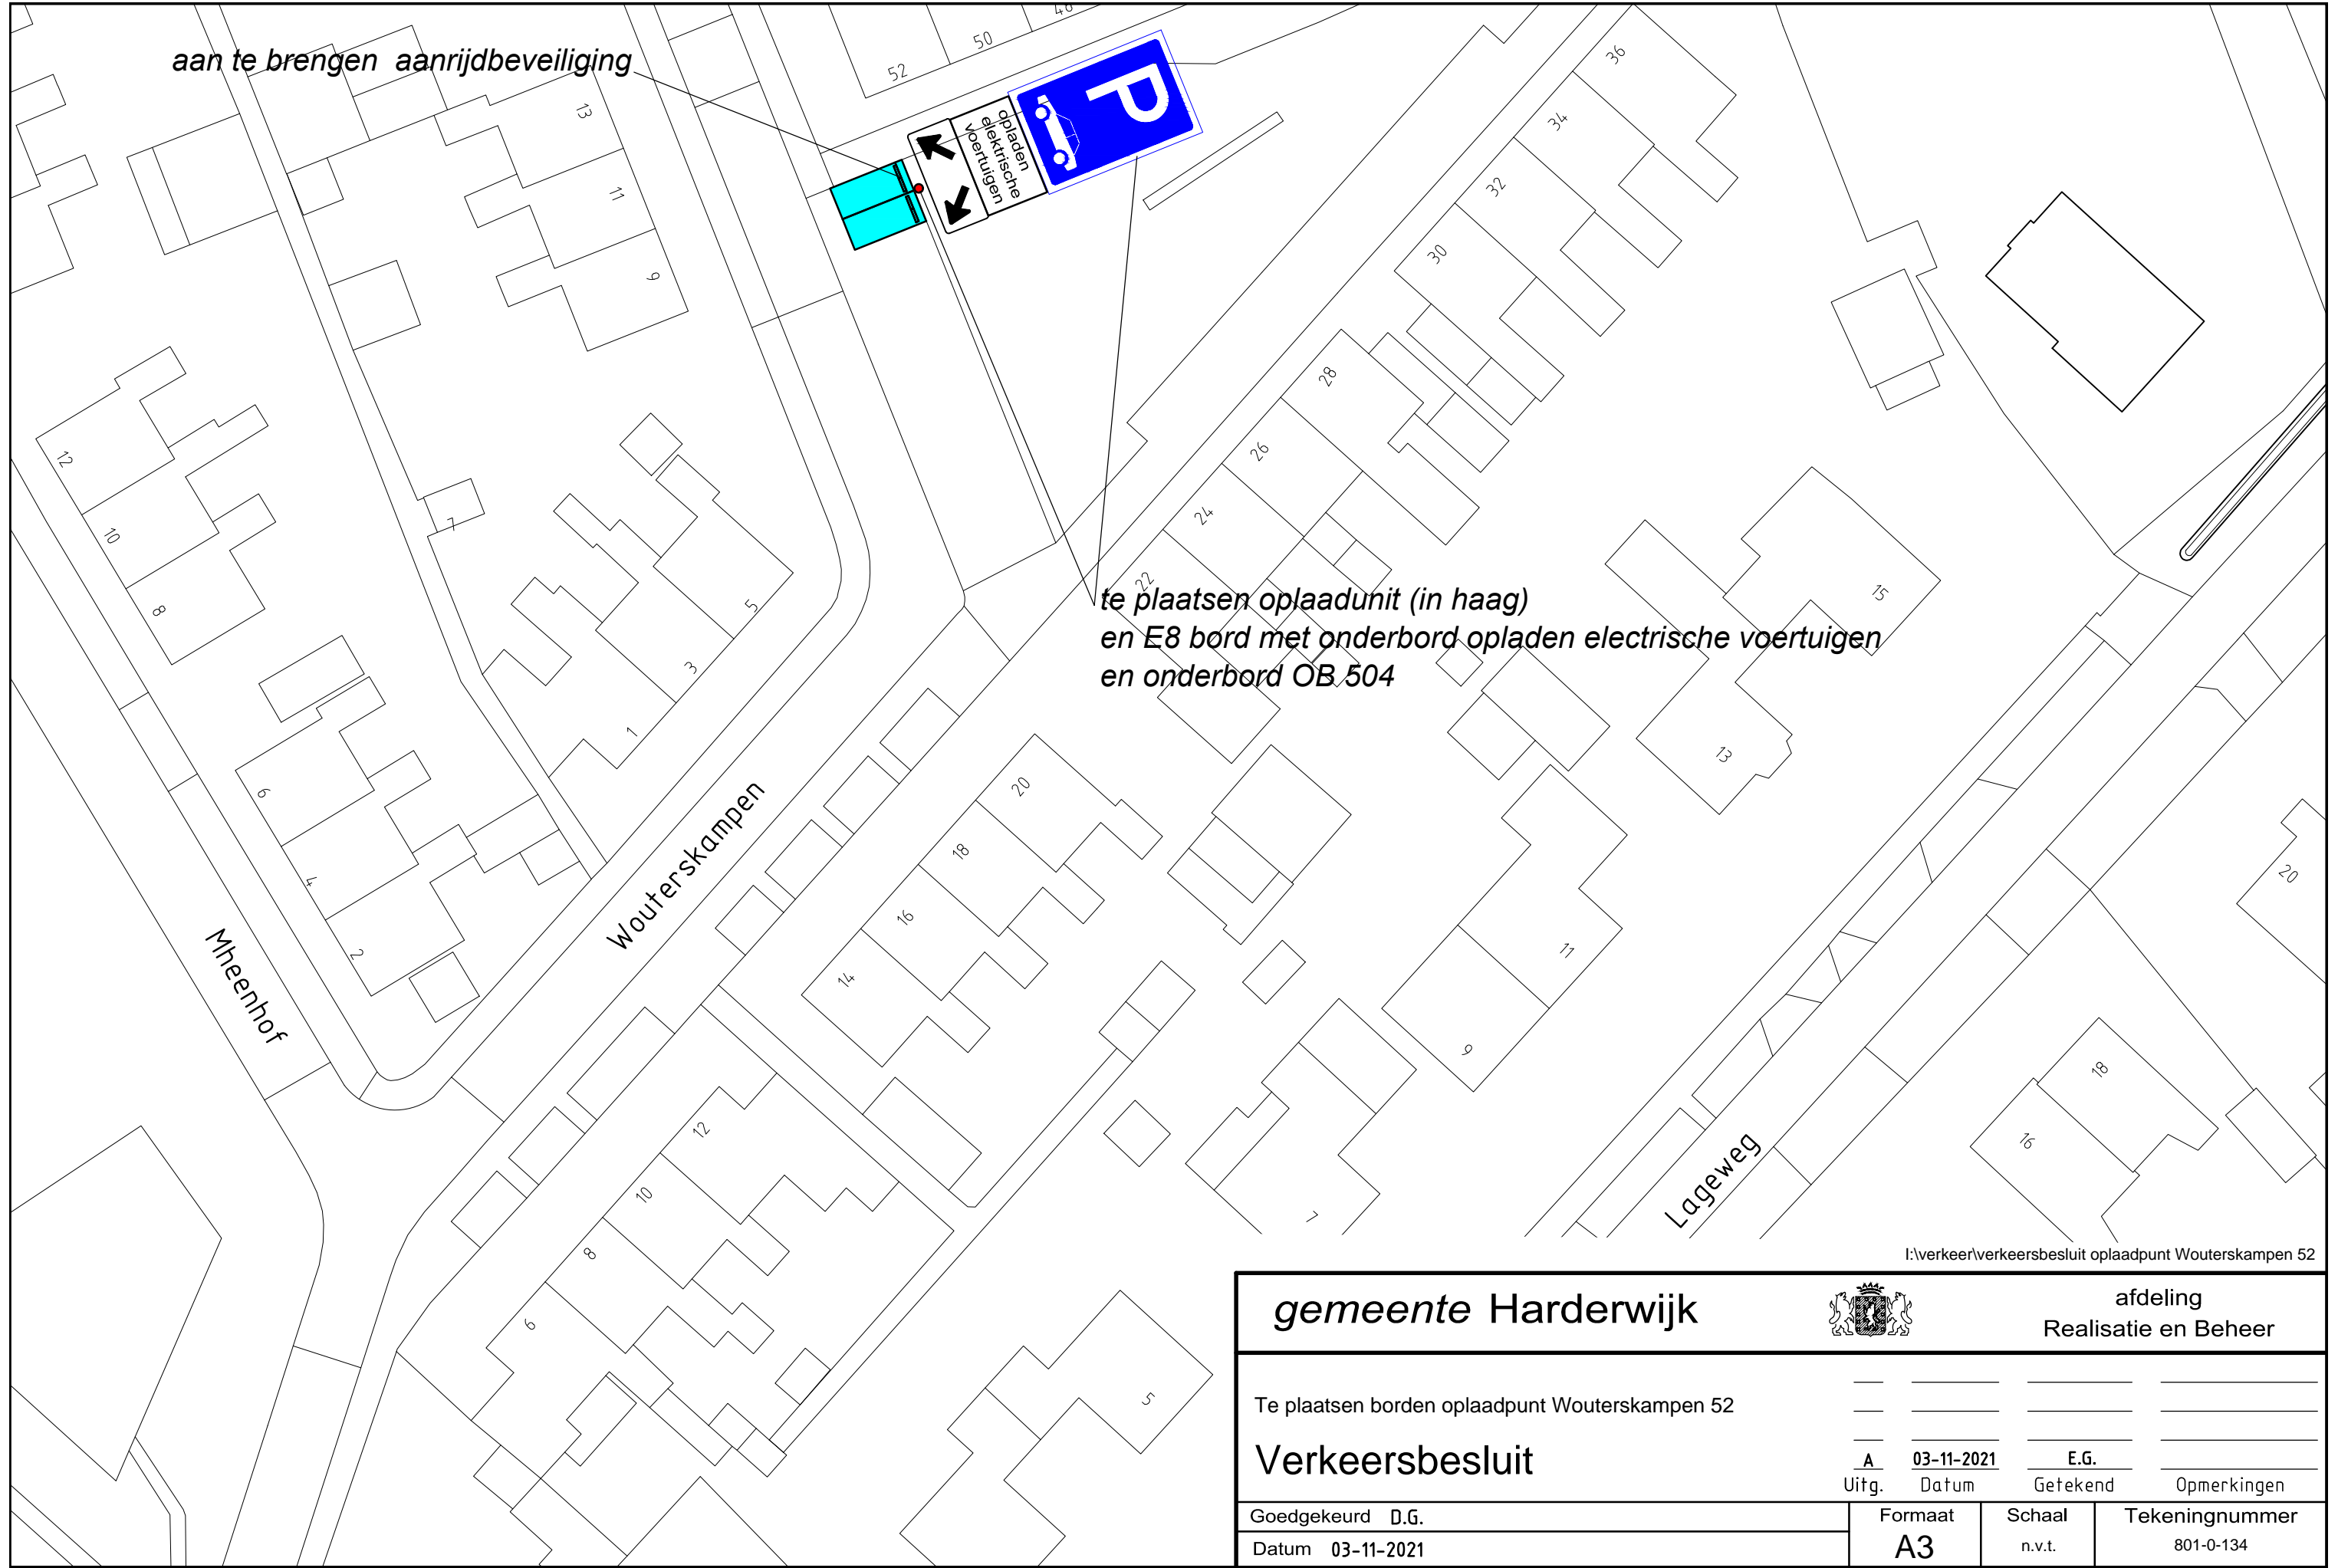 aan te brengen aanrijdbeveiliging
48
50
52
P
opladen
elektrische
voertuigen
36
34
32
30
28
26
24
22
13
11
9
12
10
8
7
5
3
1
te plaatsen oplaadunit (in haag)
en E8 bord met onderbord opladen electrische voertuigen
en onderbord OB 504
15
13
6
4
2
Mheenhof
Wouterskampen
20
18
16
14
11
9
7
12
10
8
6
5
20
18
16
Lageweg
I:\verkeer\verkeersbesluit oplaadpunt Wouterskampen 52
gemeente Harderwijk
afdeling
Realisatie en Beheer
Te plaatsen borden oplaadpunt Wouterskampen 52
Verkeersbesluit
A 03-11-2021 E.G.
Uitg. Datum Getekend Opmerkingen
Goedgekeurd D.G.
Datum 03-11-2021
Formaat
A3
Schaal
n.v.t.
Tekeningnummer
801-0-134